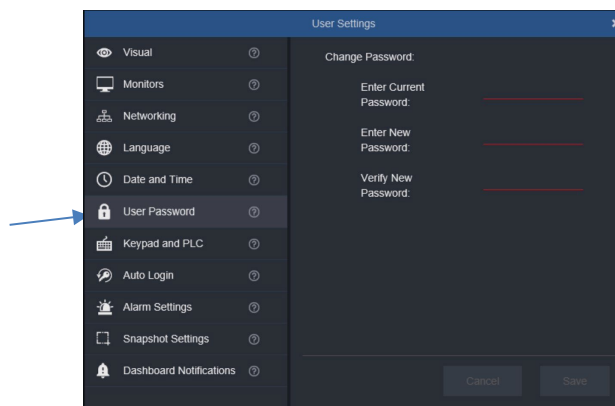 User Settings
Visual
Monitors
Networking
Language
Date and Time
User Password
Keypad and PLC
Auto Login
Alarm Settings
Snapshot Settings
Dashboard Notifications
Change Password:
Enter Current
Password:
Enter New
Password:
Verify New
Password:
Cancel
Save